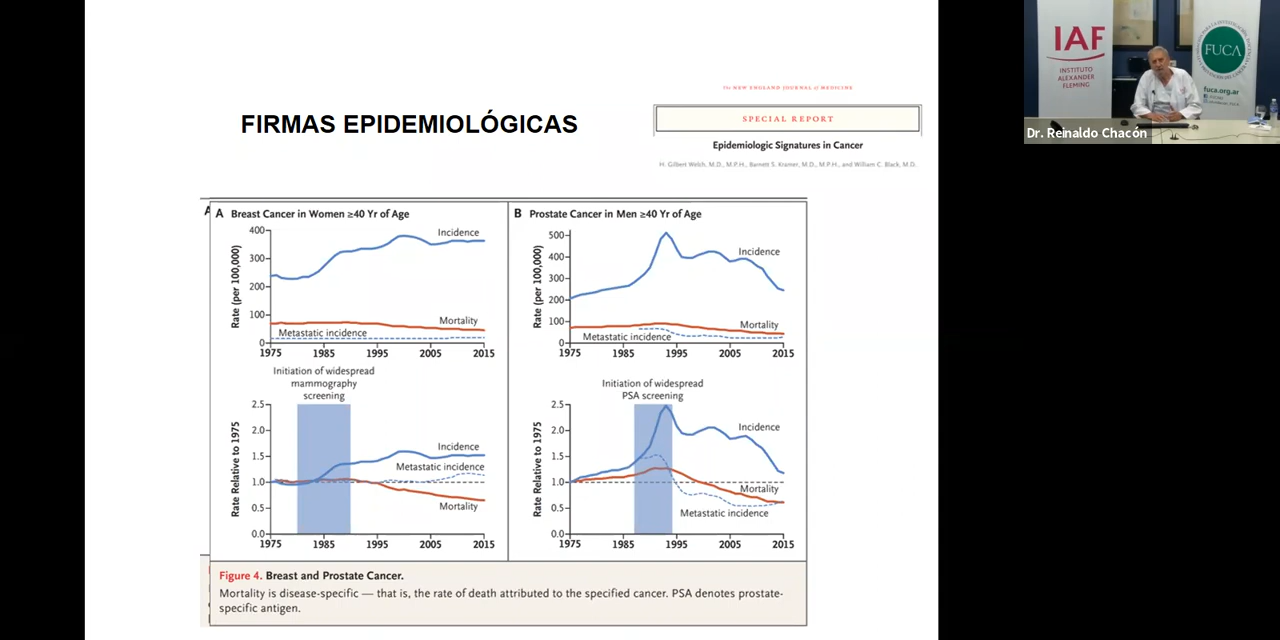 FIRMAS EPIDEMIOLÓGICAS
The NEW ENGLAND JOURNAL of MEDICINE
SPECIAL REPORT
Epidemiologic Signatures in Cancer
H. Gilbert Welch, M.D., M.P.H., Barnett S. Kramer, M.D., M.P.H., and William C. Black, M.D.
A
A Breast Cancer in Women ≥40 Yr of Age
Rate (per 100,000)
400
300
200
100
0
Incidence
Mortality
Metastatic incidence
1975 1985 1995 2005 2015
B Prostate Cancer in Men ≥40 Yr of Age
Rate (per 100,000)
500
400
300
200
100
0
Incidence
Mortality
Metastatic incidence
1975 1985 1995 2005 2015
Initiation of widespread
mammography
screening
Rate Relative to 1975
2.5
2.0
1.5
1.0
0.5
0.0
Incidence
Metastatic incidence
Mortality
1975 1985 1995 2005 2015
Initiation of widespread
PSA screening
Rate Relative to 1975
2.5
2.0
1.5
1.0
0.5
0.0
Incidence
Mortality
Metastatic incidence
1975 1985 1995 2005 2015
Figure 4. Breast and Prostate Cancer.
Mortality is disease-specific — that is, the rate of death attributed to the specified cancer. PSA denotes prostate-
specific antigen.
IAF
INSTITUTO
ALEXANDER
FLEMING
FUCA
fuca.org.ar
Dr. Reinaldo Chacón